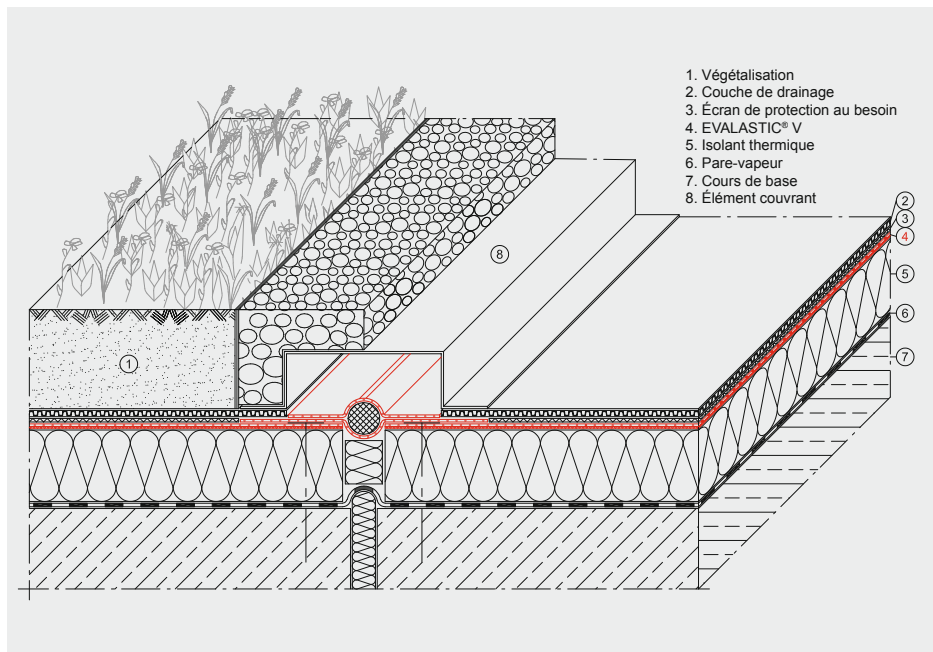 1. Végétalisation
2. Couche de drainage
3. Écran de protection au besoin
4. EVALASTIC® V
5. Isolant thermique
6. Pare-vapeur
7. Cours de base
8. Élément couvrant
2
3
4
8
5
6
7
1